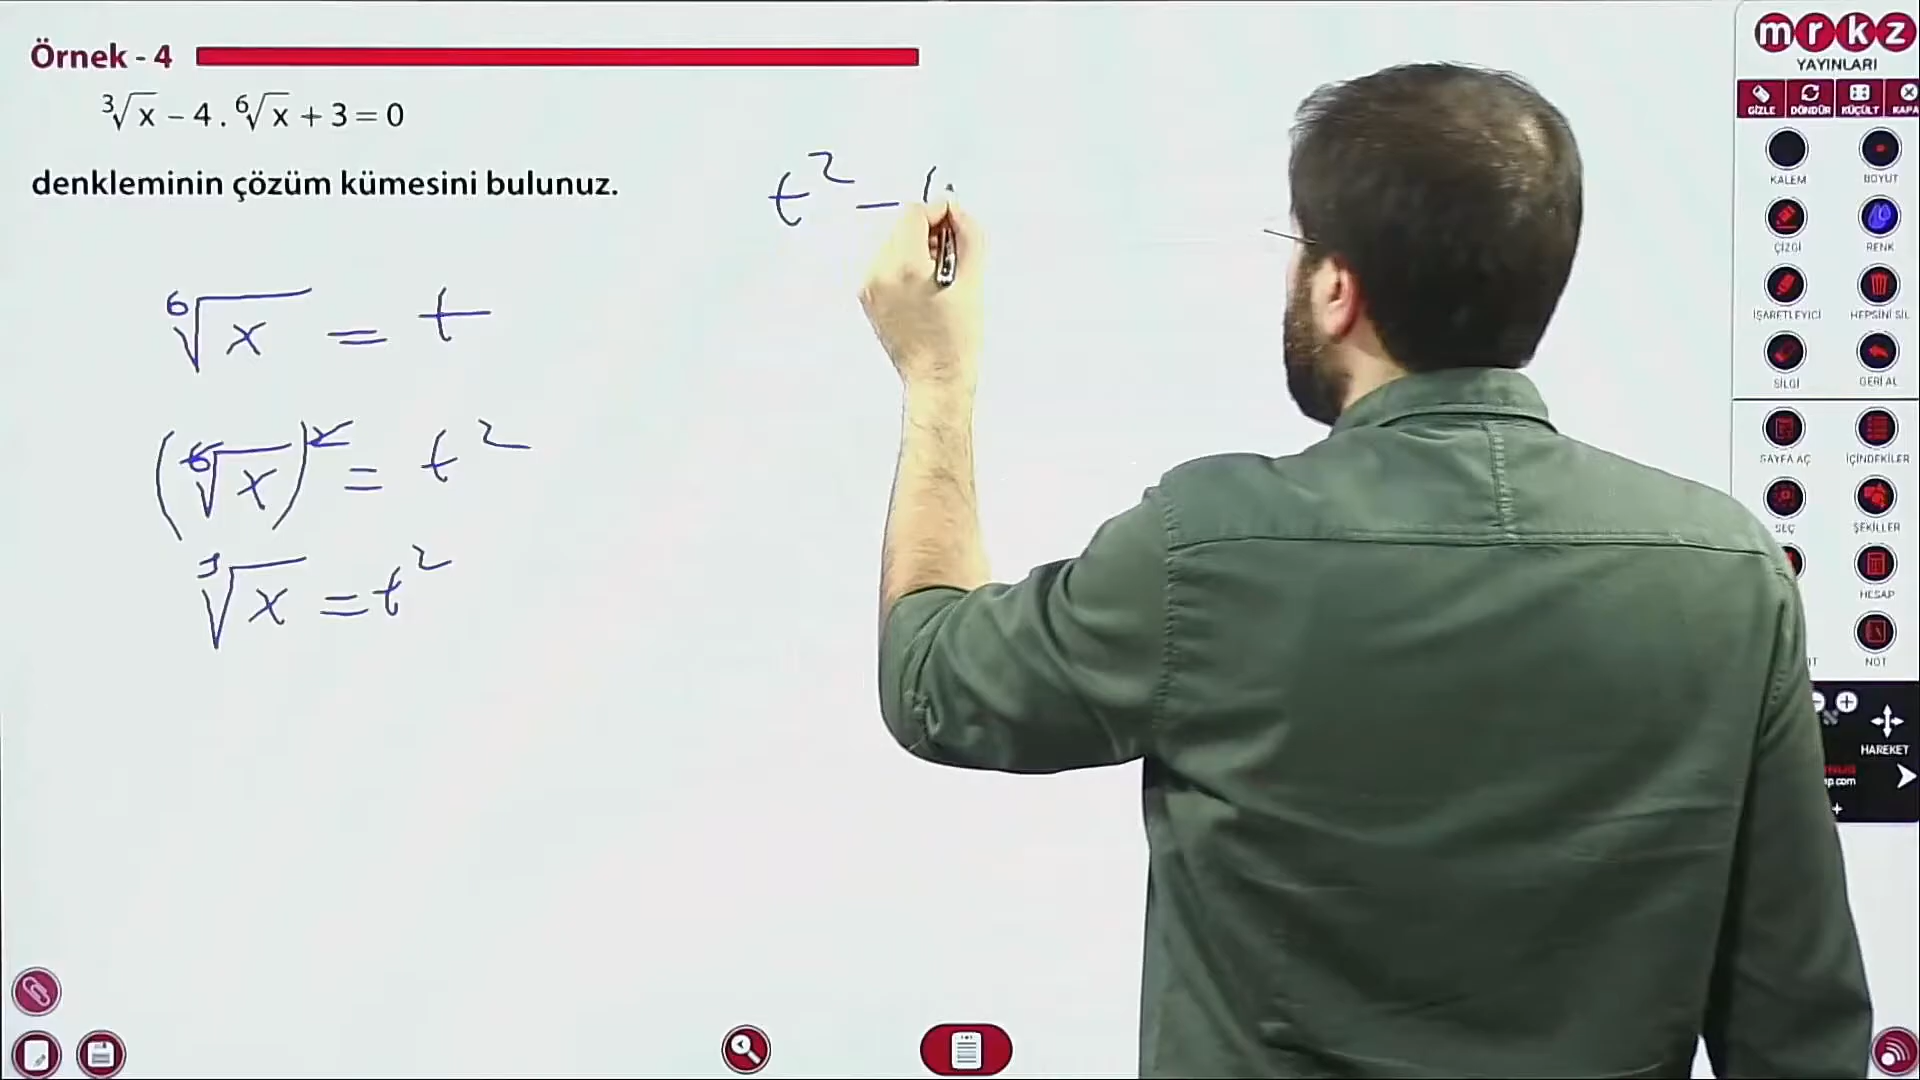 Örnek - 4
∛x − 4 . ⁶√x + 3 = 0
denkleminin çözüm kümesini bulunuz.
⁶√x = t
(⁶√x)² = t²
³√x = t²
t² −
mrkz
YAYINLARI
GİZLE DÖNDÜR KÜÇÜLT KAPA
KALEM BOYUT
ÇİZGİ RENK
İŞARETLEYİCİ HEPSİNİ SİL
SİLGİ GERİ AL
SAYFA AÇ İÇİNDEKİLER
SEÇ ŞEKİLLER
HESAP
NOT
HAREKET